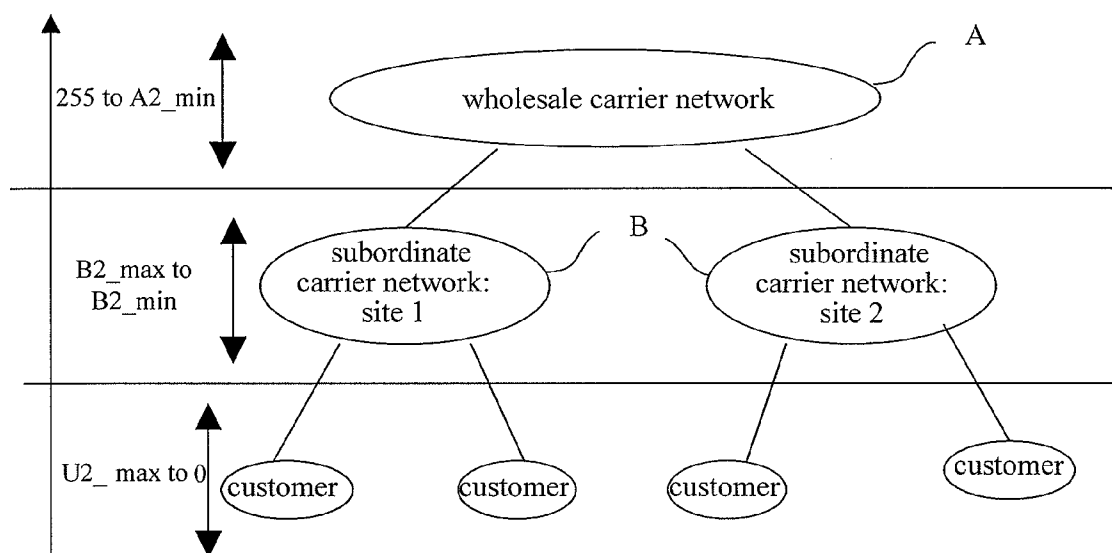 A
255 to A2_min
wholesale carrier network
B
B2_max to
B2_min
subordinate
carrier network:
site 1
subordinate
carrier network:
site 2
U2_ max to 0
customer
customer
customer
customer